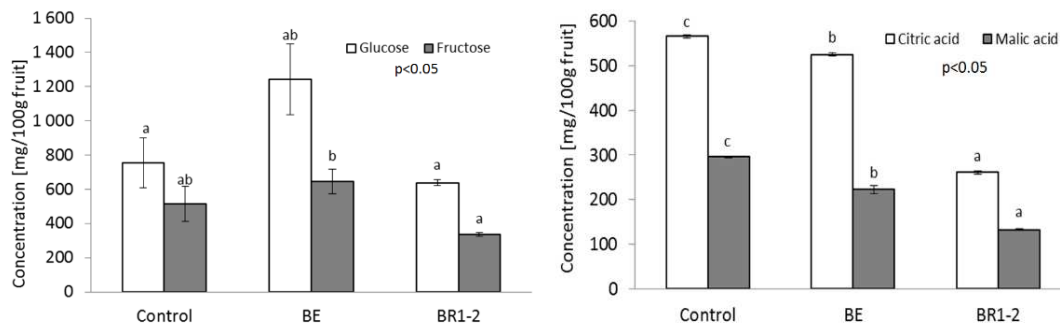 1 600
1 400
1 200
1 000
800
600
400
200
0
Concentration [mg/100g fruit]
Glucose Fructose
p<0.05
a
ab
ab
b
a
a
Control BE BR1-2
600
500
400
300
200
100
0
Concentration [mg/100g fruit]
Citric acid Malic acid
p<0.05
c
c
b
b
a
a
Control BE BR1-2